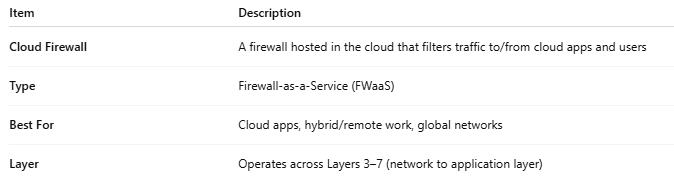 Item Description
Cloud Firewall A firewall hosted in the cloud that filters traffic to/from cloud apps and users
Type Firewall-as-a-Service (FWaaS)
Best For Cloud apps, hybrid/remote work, global networks
Layer Operates across Layers 3–7 (network to application layer)